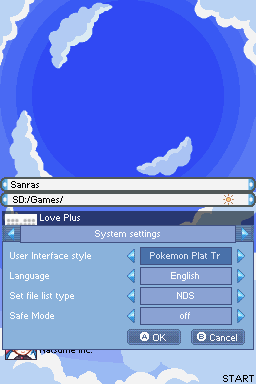 Sanras
SD:/Games/
Love Plus
System settings
User Interface style
Pokemon Plat Tr
Language
English
Set file list type
NDS
Safe Mode
off
A OK
B Cancel
Natsume Inc.
START